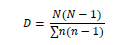 D = N(N − 1) / ∑n(n − 1)